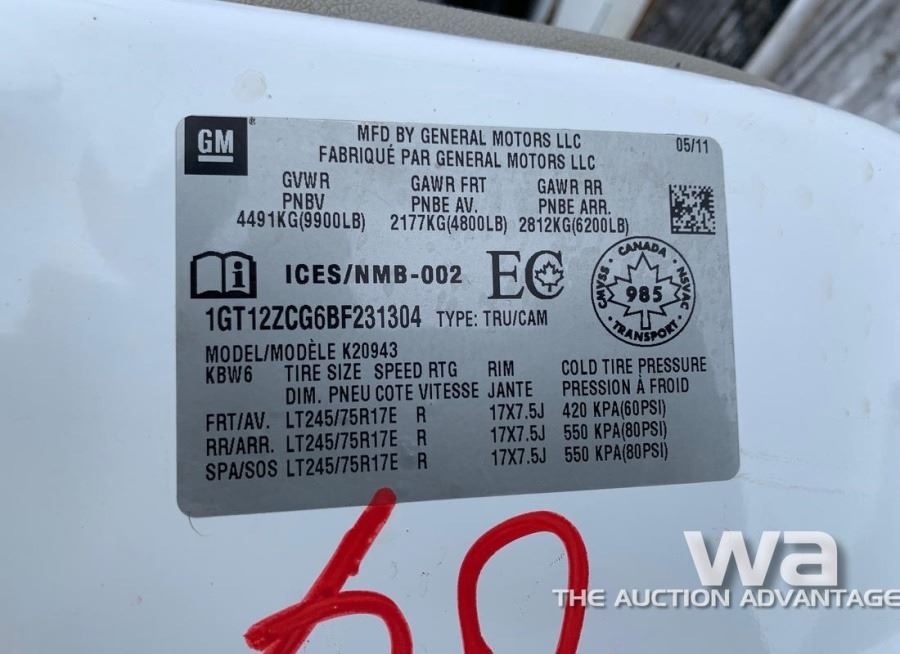 GM
MFD BY GENERAL MOTORS LLC 05/11
FABRIQUÉ PAR GENERAL MOTORS LLC
GVWR GAWR FRT GAWR RR
PNBV PNBE AV. PNBE ARR.
4491KG(9900LB) 2177KG(4800LB) 2812KG(6200LB)
i ICES/NMB-002 EC
CANADA
CMVSS 985 NSVAC
TRANSPORT
1GT12ZCG6BF231304 TYPE: TRU/CAM
MODEL/MODÈLE K20943
KBW6 TIRE SIZE SPEED RTG RIM COLD TIRE PRESSURE
DIM. PNEU COTE VITESSE JANTE PRESSION À FROID
FRT/AV. LT245/75R17E R 17X7.5J 420 KPA(60PSI)
RR/ARR. LT245/75R17E R 17X7.5J 550 KPA(80PSI)
SPA/SOS LT245/75R17E R 17X7.5J 550 KPA(80PSI)
wa
THE AUCTION ADVANTAGE